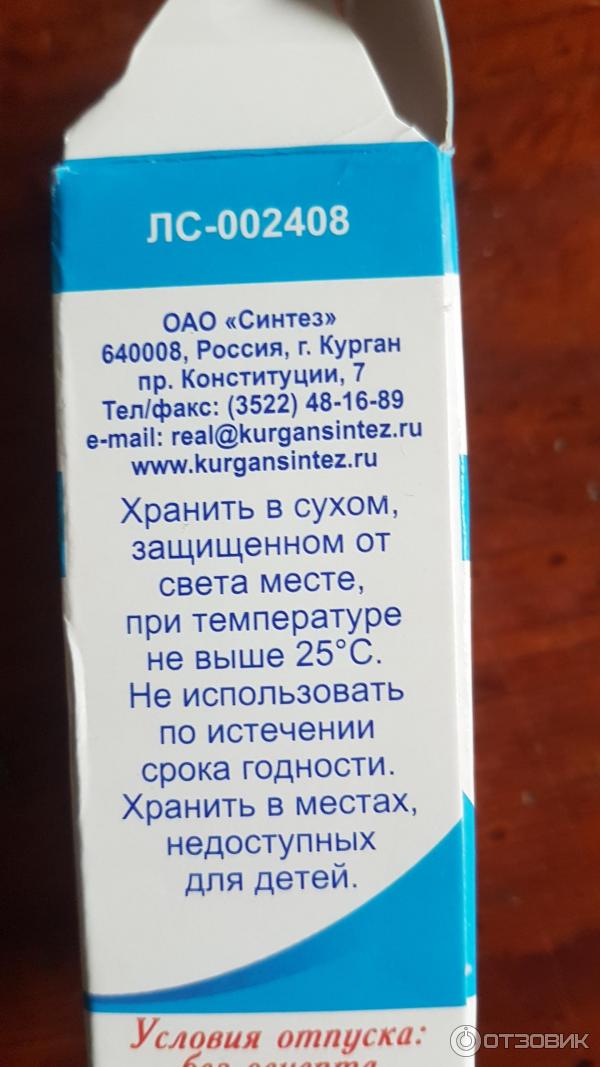 ЛС-002408
ОАО «Синтез»
640008, Россия, г. Курган
пр. Конституции, 7
Тел/факс: (3522) 48-16-89
e-mail: real@kurgansintez.ru
www.kurgansintez.ru
Хранить в сухом,
защищенном от
света месте,
при температуре
не выше 25°С.
Не использовать
по истечении
срока годности.
Хранить в местах,
недоступных
для детей.
Условия отпуска:
без рецепта
ОТЗОВИК